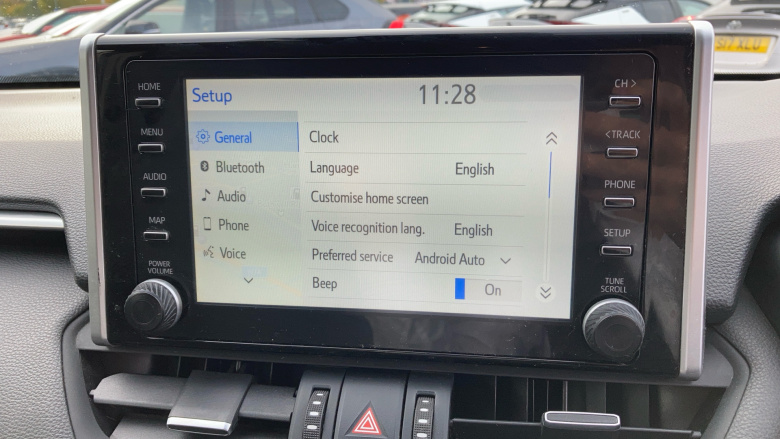 Setup
11:28
General
Bluetooth
Audio
Phone
Voice
Clock
Language English
Customise home screen
Voice recognition lang. English
Preferred service Android Auto
Beep On
HOME
MENU
AUDIO
MAP
POWER
VOLUME
CH >
< TRACK
PHONE
SETUP
TUNE
SCROLL